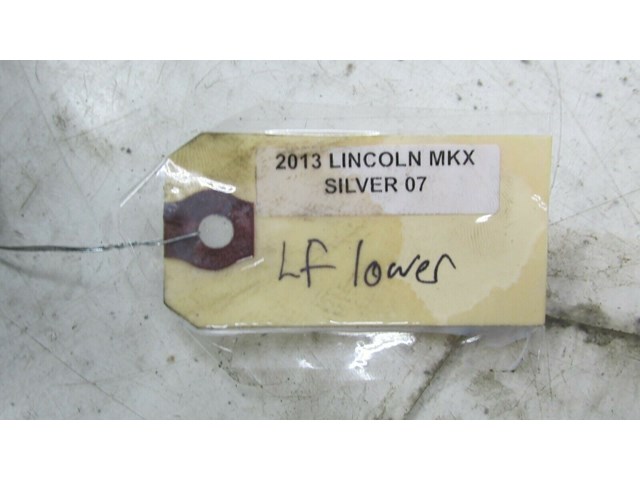 2013 LINCOLN MKX
SILVER 07
LF lower